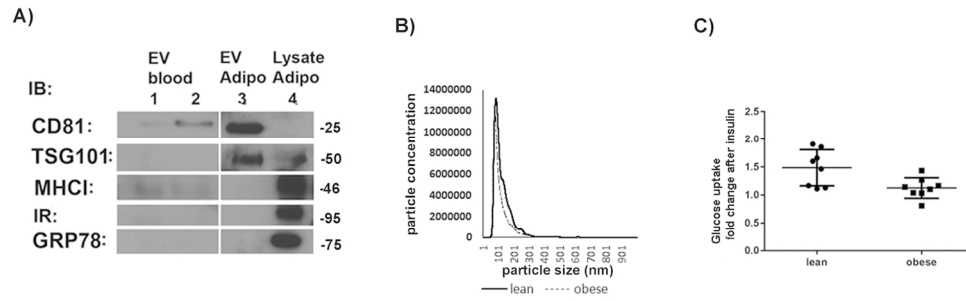 A)
EV blood
EV Adipo
Lysate Adipo
IB:
1 2 3 4
CD81: -25
TSG101: -50
MHCI: -46
IR: -95
GRP78: -75
B)
particle concentration
14000000
12000000
10000000
8000000
6000000
4000000
2000000
0
1 101 201 301 401 501 601 701 801 901
particle size (nm)
lean obese
C)
Glucose uptake
fold change after insulin
2.5
2.0
1.5
1.0
0.5
0.0
lean obese